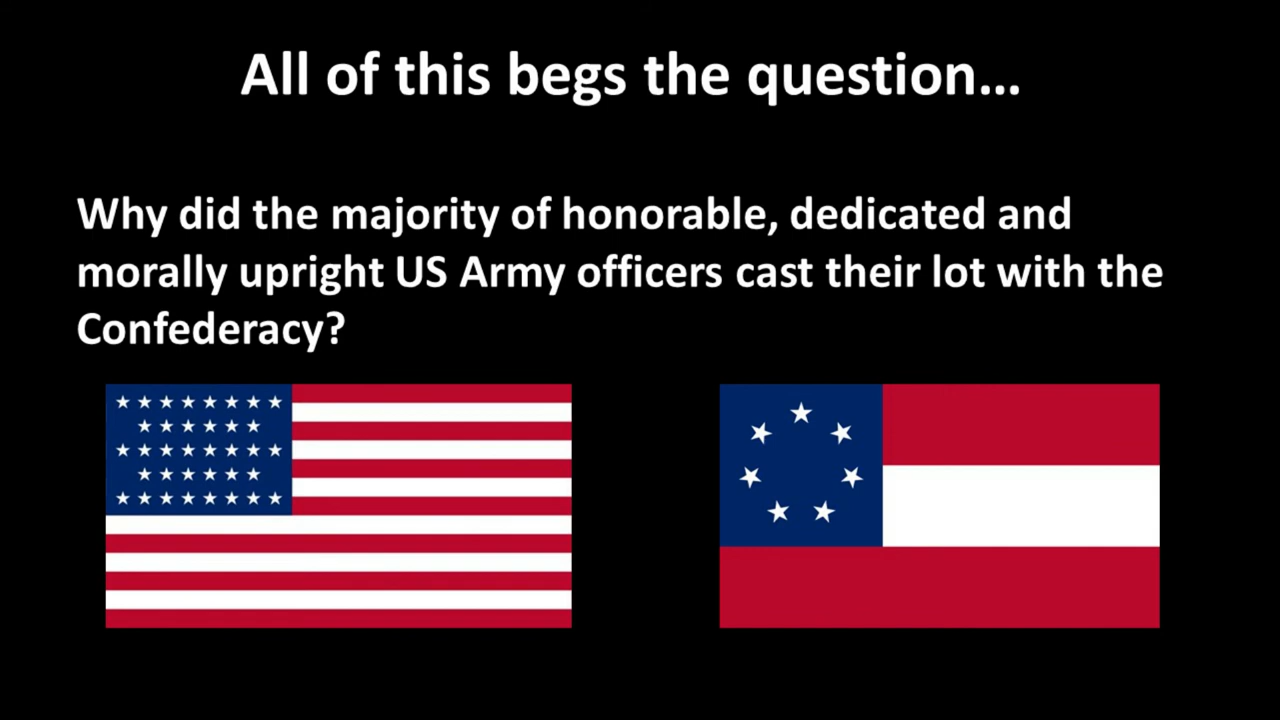 All of this begs the question…
Why did the majority of honorable, dedicated and
morally upright US Army officers cast their lot with the
Confederacy?